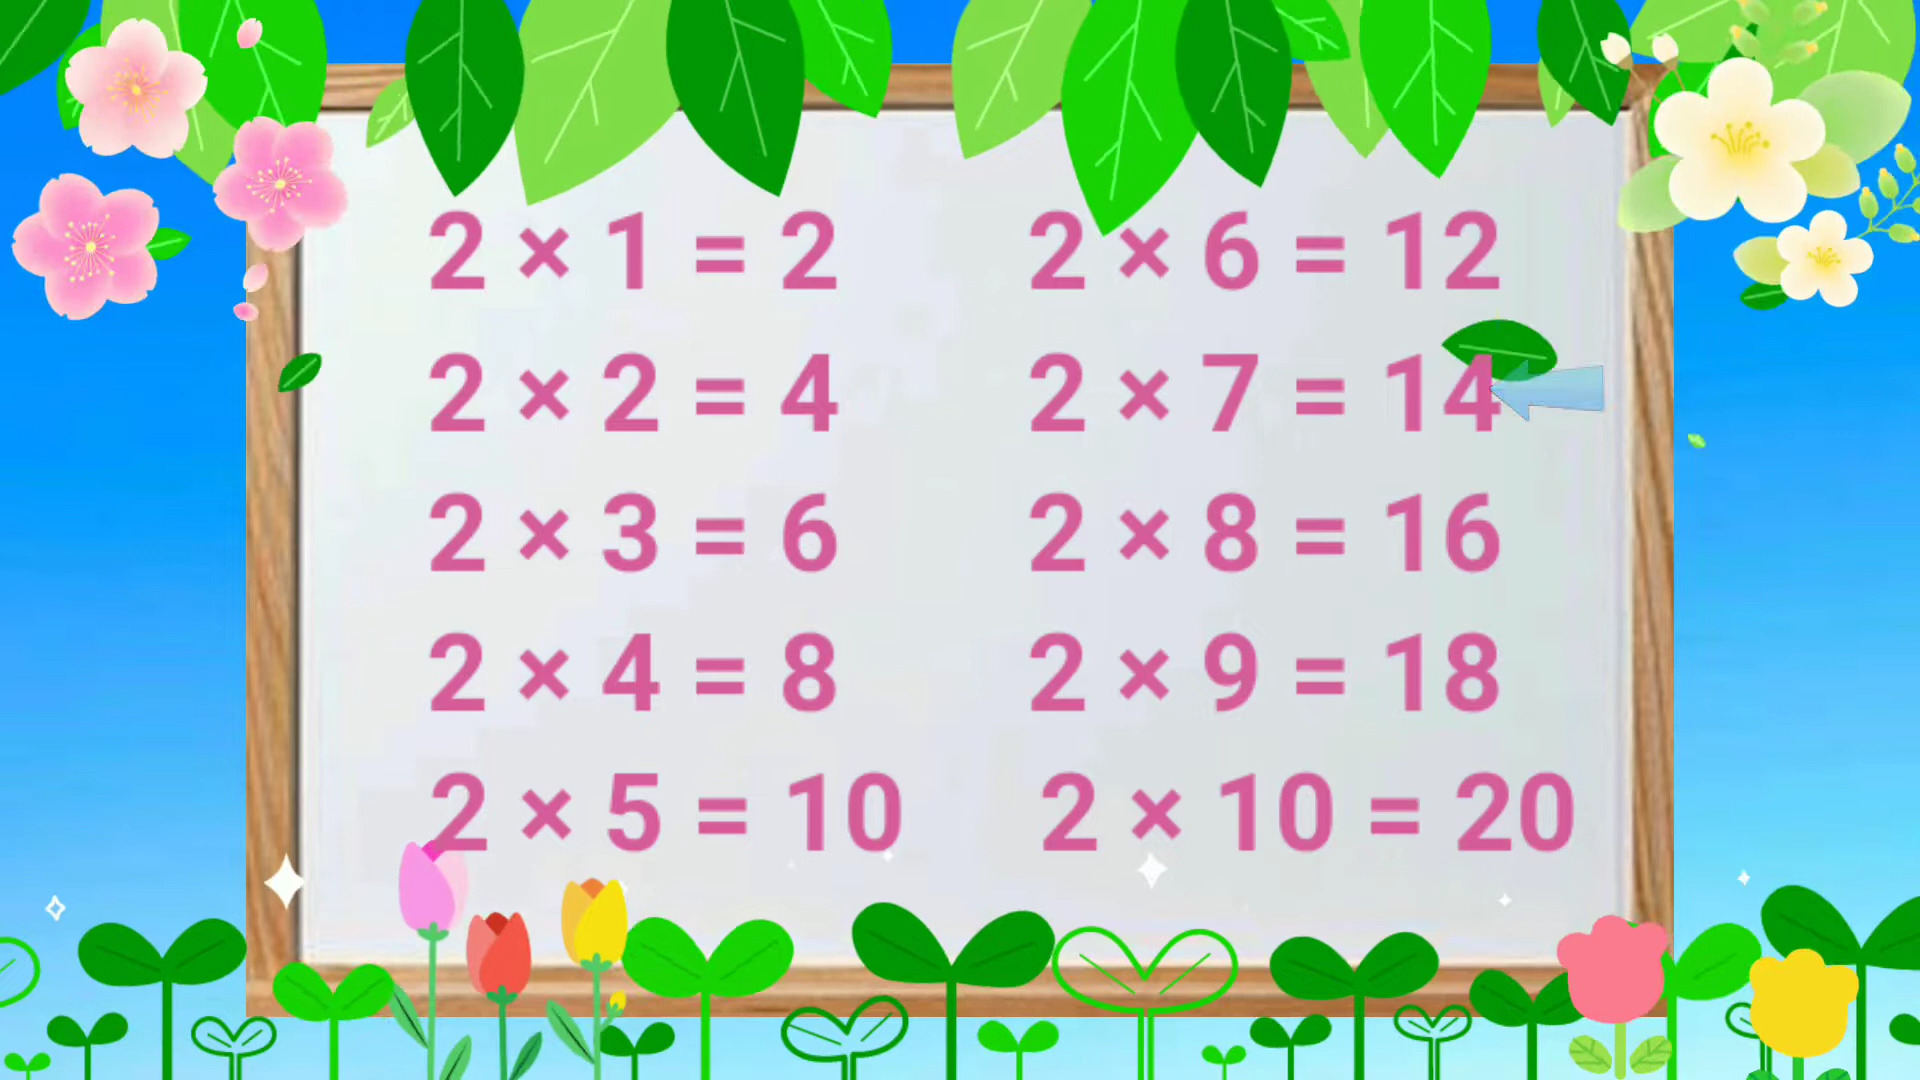 2 × 1 = 2
2 × 2 = 4
2 × 3 = 6
2 × 4 = 8
2 × 5 = 10
2 × 6 = 12
2 × 7 = 14
2 × 8 = 16
2 × 9 = 18
2 × 10 = 20